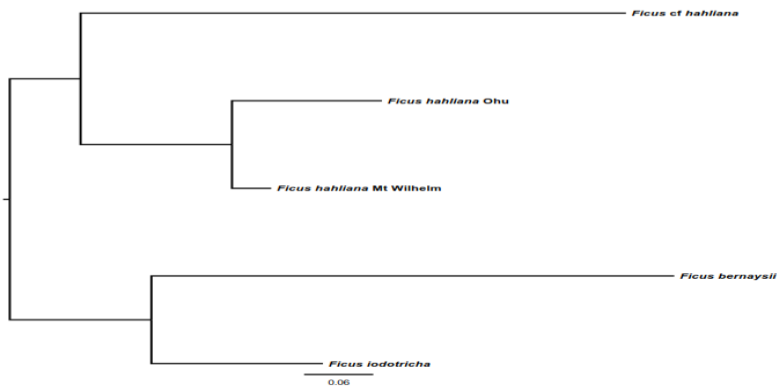 Ficus cf hahliana
Ficus hahliana Ohu
Ficus hahliana Mt Wilhelm
Ficus bernaysii
Ficus iodotricha
0.06